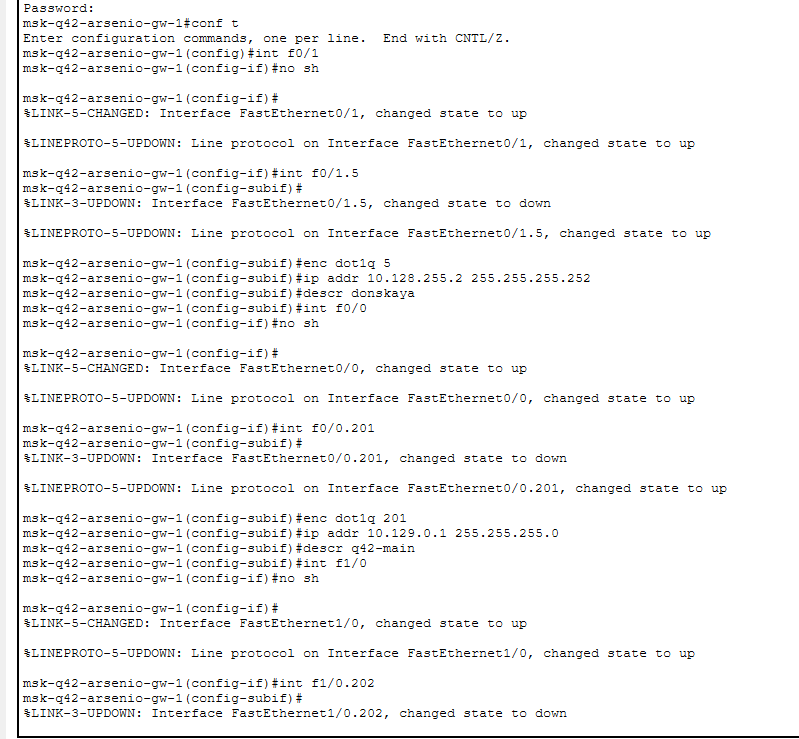 Password:
msk-q42-arsenio-gw-1#conf t
Enter configuration commands, one per line.  End with CNTL/Z.
msk-q42-arsenio-gw-1(config)#int f0/1
msk-q42-arsenio-gw-1(config-if)#no sh
msk-q42-arsenio-gw-1(config-if)#
%LINK-5-CHANGED: Interface FastEthernet0/1, changed state to up
%LINEPROTO-5-UPDOWN: Line protocol on Interface FastEthernet0/1, changed state to up
msk-q42-arsenio-gw-1(config-if)#int f0/1.5
msk-q42-arsenio-gw-1(config-subif)#
%LINK-3-UPDOWN: Interface FastEthernet0/1.5, changed state to down
%LINEPROTO-5-UPDOWN: Line protocol on Interface FastEthernet0/1.5, changed state to up
msk-q42-arsenio-gw-1(config-subif)#enc dot1q 5
msk-q42-arsenio-gw-1(config-subif)#ip addr 10.128.255.2 255.255.255.252
msk-q42-arsenio-gw-1(config-subif)#descr donskaya
msk-q42-arsenio-gw-1(config-subif)#int f0/0
msk-q42-arsenio-gw-1(config-if)#no sh
msk-q42-arsenio-gw-1(config-if)#
%LINK-5-CHANGED: Interface FastEthernet0/0, changed state to up
%LINEPROTO-5-UPDOWN: Line protocol on Interface FastEthernet0/0, changed state to up
msk-q42-arsenio-gw-1(config-if)#int f0/0.201
msk-q42-arsenio-gw-1(config-subif)#
%LINK-3-UPDOWN: Interface FastEthernet0/0.201, changed state to down
%LINEPROTO-5-UPDOWN: Line protocol on Interface FastEthernet0/0.201, changed state to up
msk-q42-arsenio-gw-1(config-subif)#enc dot1q 201
msk-q42-arsenio-gw-1(config-subif)#ip addr 10.129.0.1 255.255.255.0
msk-q42-arsenio-gw-1(config-subif)#descr q42-main
msk-q42-arsenio-gw-1(config-subif)#int f1/0
msk-q42-arsenio-gw-1(config-if)#no sh
msk-q42-arsenio-gw-1(config-if)#
%LINK-5-CHANGED: Interface FastEthernet1/0, changed state to up
%LINEPROTO-5-UPDOWN: Line protocol on Interface FastEthernet1/0, changed state to up
msk-q42-arsenio-gw-1(config-if)#int f1/0.202
msk-q42-arsenio-gw-1(config-subif)#
%LINK-3-UPDOWN: Interface FastEthernet1/0.202, changed state to down